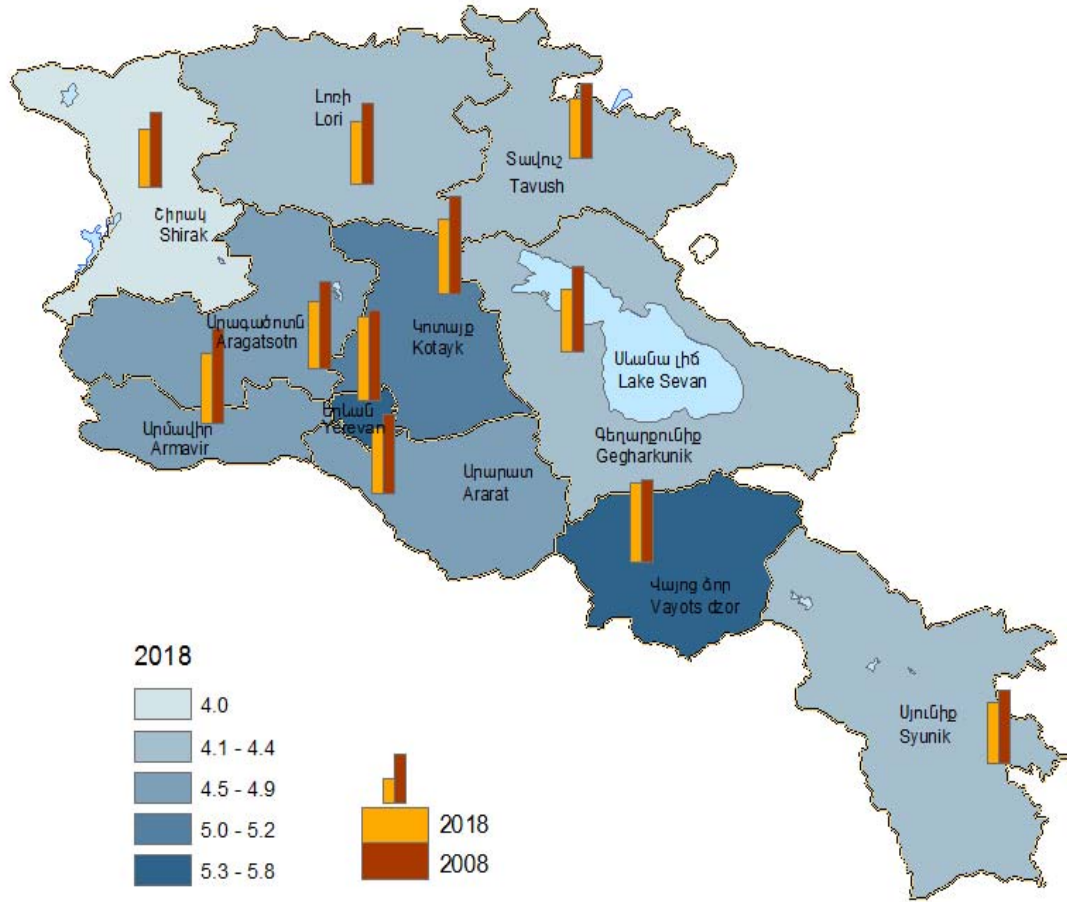 Լոռի
Lori
Տավուշ
Tavush
Շիրակ
Shirak
Արագածոտն
Aragatsotn
Կոտայք
Kotayk
Սևանա լիճ
Lake Sevan
Երևան
Yerevan
Արմավիր
Armavir
Գեղարքունիք
Gegharkunik
Արարատ
Ararat
Վայոց ձոր
Vayots dzor
Սյունիք
Syunik
2018
4.0
4.1 - 4.4
4.5 - 4.9
5.0 - 5.2
5.3 - 5.8
2018
2008